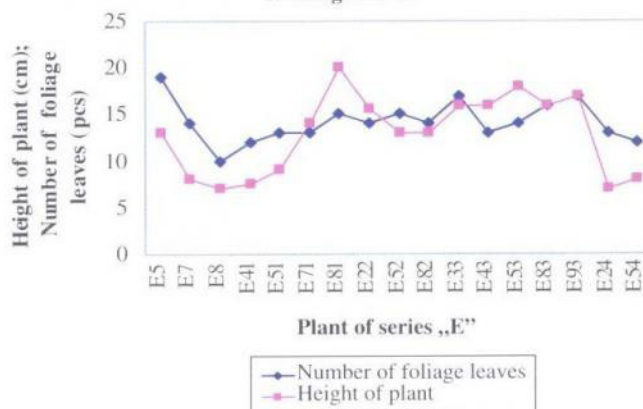 25
20
15
10
5
0
Height of plant (cm);
Number of foliage
leaves (pcs)
E5 E7 E8 E41 E51 E71 E81 E22 E52 E82 E33 E43 E53 E83 E93 E24 E54
Plant of series „E”
Number of foliage leaves
Height of plant